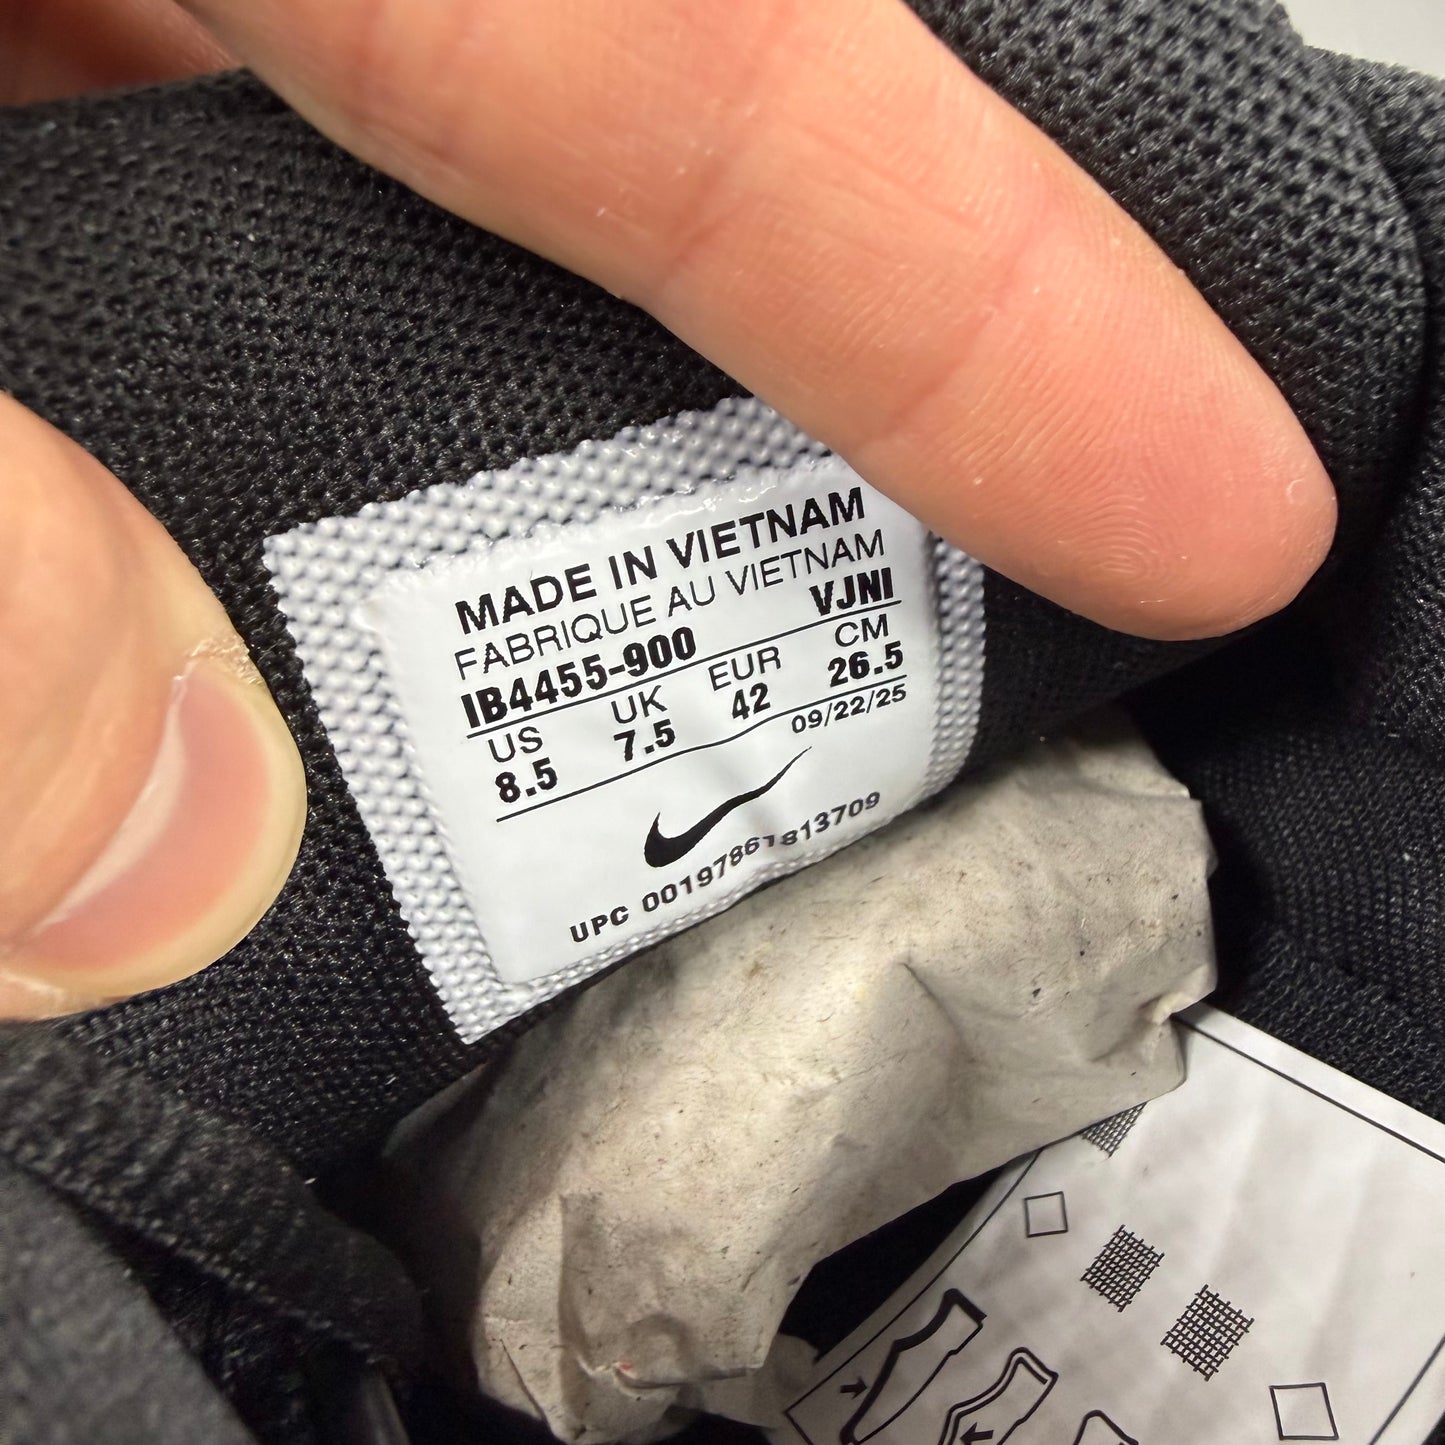 MADE IN VIETNAM
FABRIQUE AU VIETNAM
IB4455-900 VJNI
US UK EUR CM
8.5 7.5 42 26.5
09/22/25
UPC 00197861813709